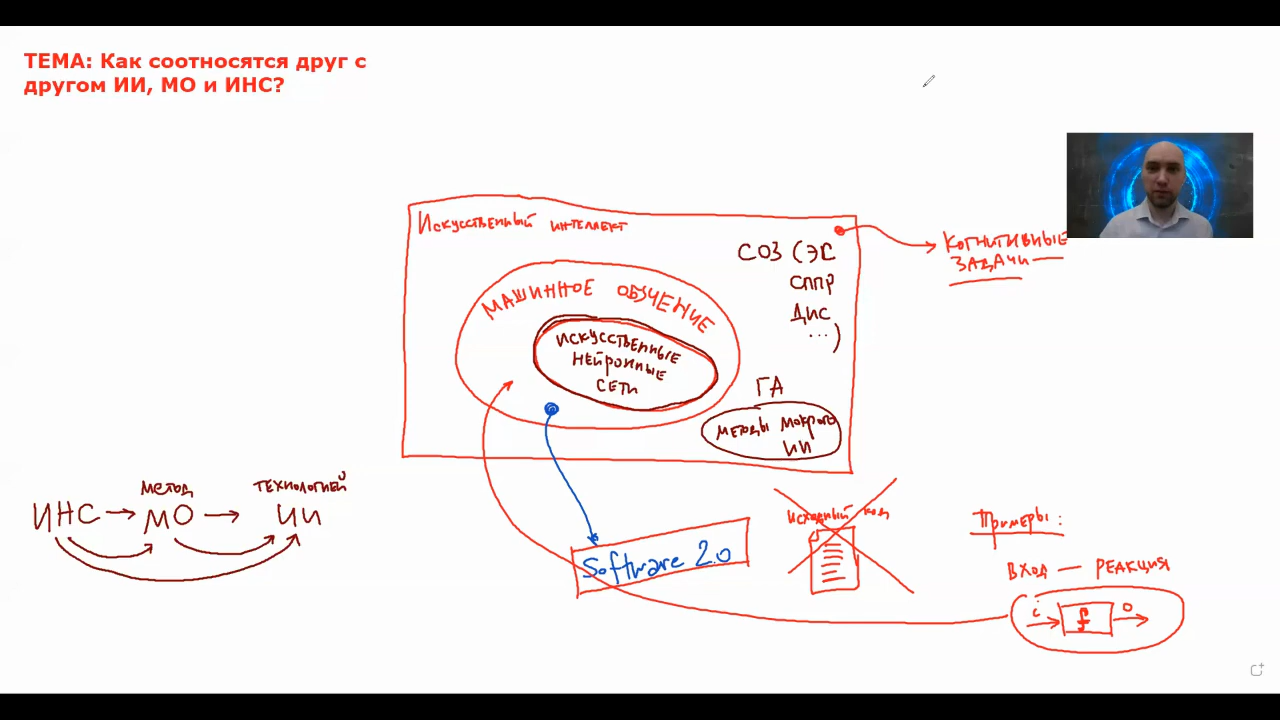 ТЕМА: Как соотносятся друг с
другом ИИ, МО и ИНС?
Искусственный интеллект
СОЗ (ЭС
СППР
ДИС
...)
КОГНИТИВНЫЕ
ЗАДАЧИ
МАШИННОЕ ОБУЧЕНИЕ
ИСКУССТВЕННЫЕ
НЕЙРОННЫЕ
СЕТИ
ГА
МЕТОДЫ МОКРОГО
ИИ
МЕТОД
ТЕХНОЛОГИЕЙ
ИНС → МО → ИИ
Software 2.0
Исходный код
Примеры:
ВХОД — РЕАКЦИЯ
i f o